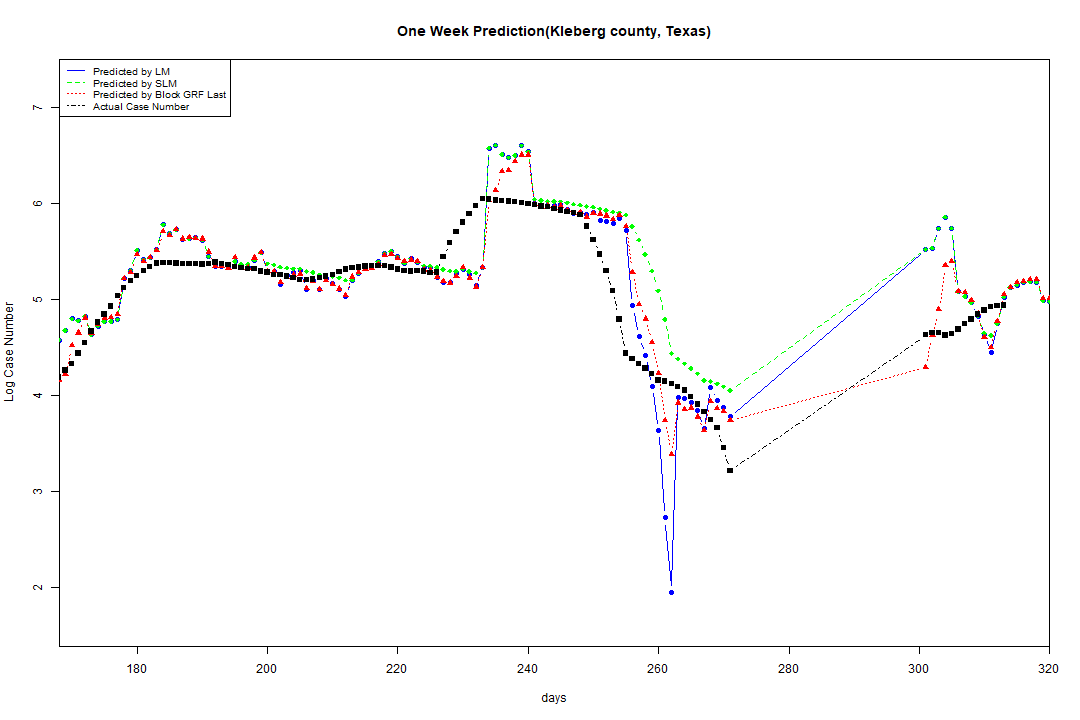 One Week Prediction(Kleberg county, Texas)
Predicted by LM
Predicted by SLM
Predicted by Block GRF Last
Actual Case Number
7
6
5
4
3
2
Log Case Number
180 200 220 240 260 280 300 320
days